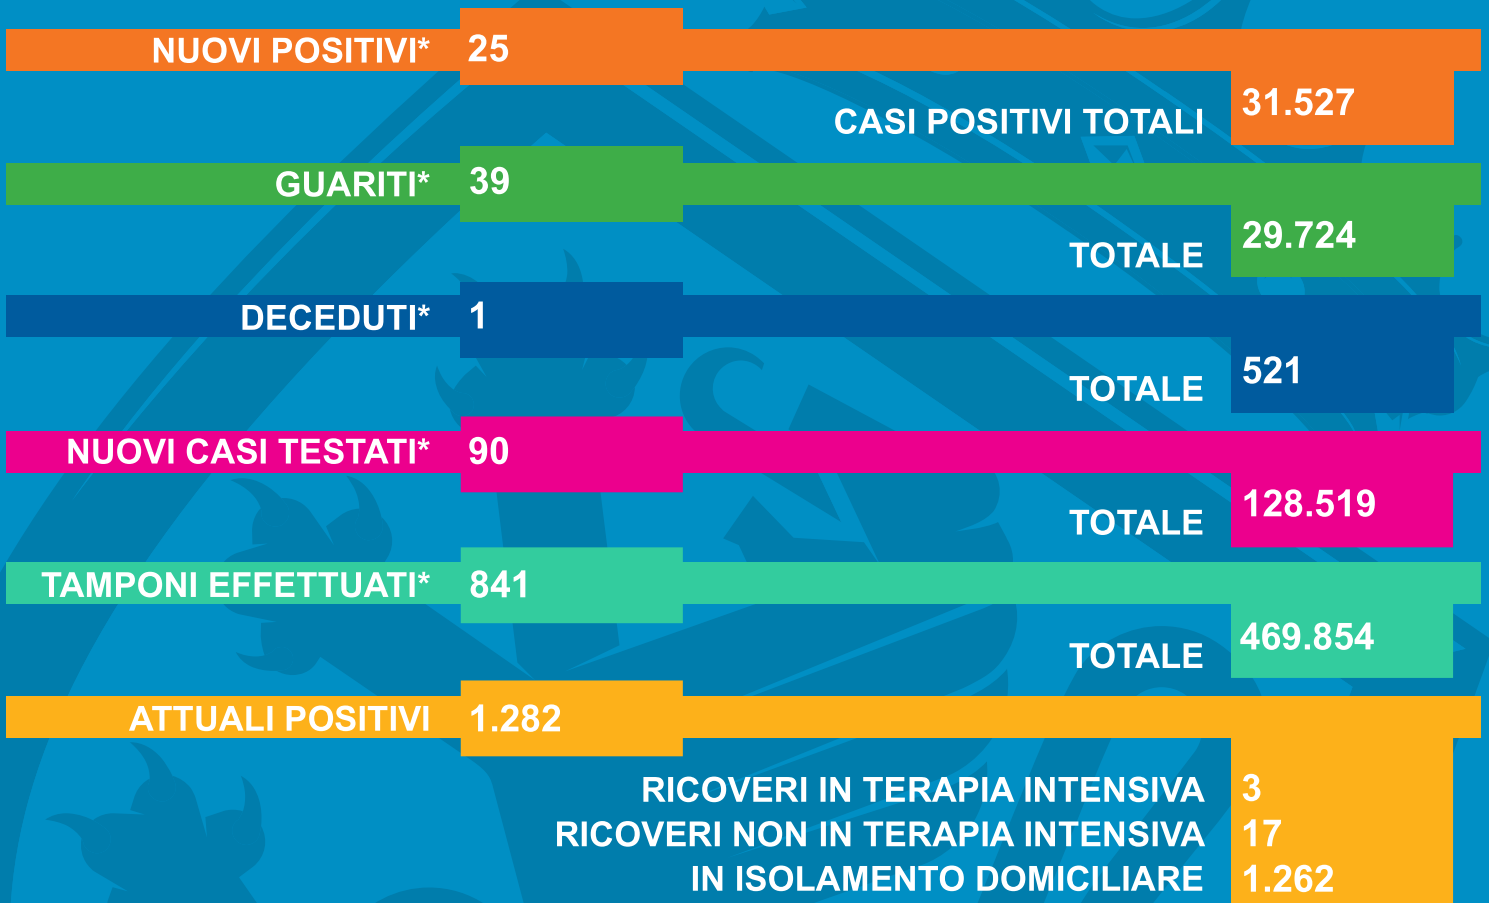 NUOVI POSITIVI* 25
CASI POSITIVI TOTALI 31.527
GUARITI* 39
TOTALE 29.724
DECEDUTI* 1
TOTALE 521
NUOVI CASI TESTATI* 90
TOTALE 128.519
TAMPONI EFFETTUATI* 841
TOTALE 469.854
ATTUALI POSITIVI 1.282
RICOVERI IN TERAPIA INTENSIVA 3
RICOVERI NON IN TERAPIA INTENSIVA 17
IN ISOLAMENTO DOMICILIARE 1.262